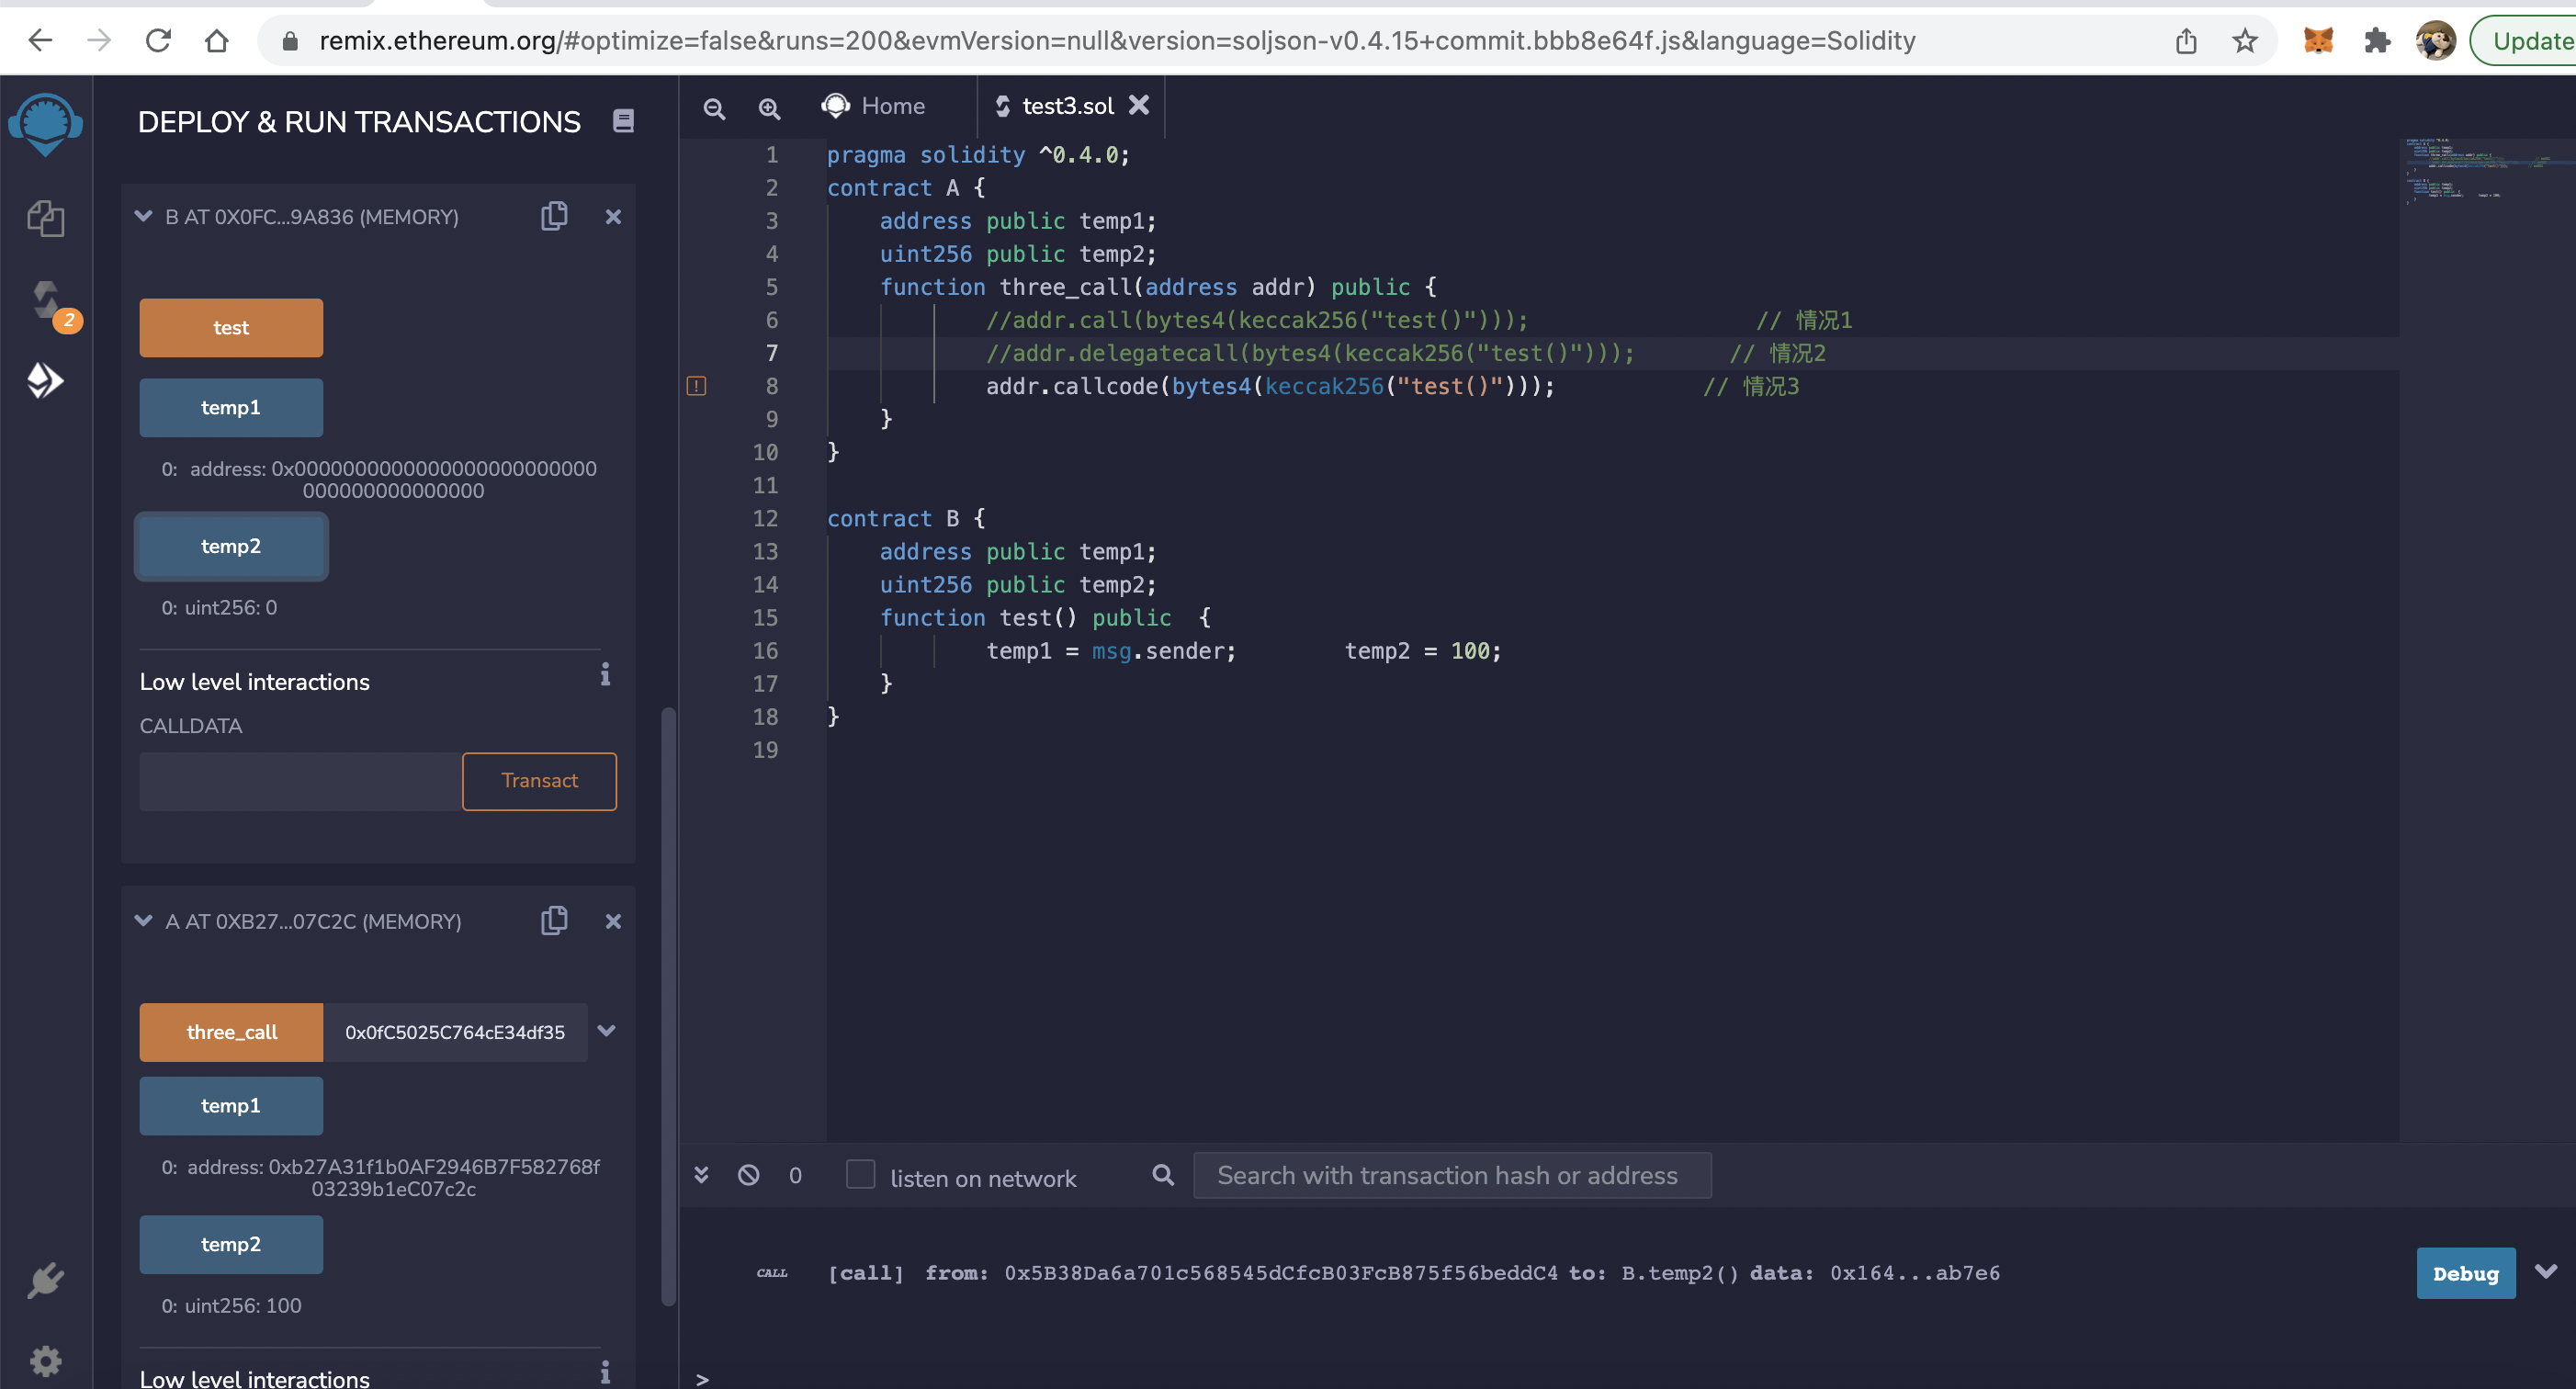 remix.ethereum.org/#optimize=false&runs=200&evmVersion=null&version=soljson-v0.4.15+commit.bbb8e64f.js&language=Solidity
Update
DEPLOY & RUN TRANSACTIONS
2
B AT 0X0FC...9A836 (MEMORY)
test
temp1
0: address: 0x0000000000000000000000000
000000000000000
temp2
0: uint256: 0
Low level interactions
CALLDATA
Transact
A AT 0XB27...07C2C (MEMORY)
three_call 0x0fC5025C764cE34df35
temp1
0: address: 0xb27A31f1b0AF2946B7F582768f
03239b1eC07c2c
temp2
0: uint256: 100
Low level interactions
Home
test3.sol
1 pragma solidity ^0.4.0;
2 contract A {
3 address public temp1;
4 uint256 public temp2;
5 function three_call(address addr) public {
6 //addr.call(bytes4(keccak256("test()"))); // 情况1
7 //addr.delegatecall(bytes4(keccak256("test()"))); // 情况2
8 addr.callcode(bytes4(keccak256("test()"))); // 情况3
9 }
10 }
11
12 contract B {
13 address public temp1;
14 uint256 public temp2;
15 function test() public {
16 temp1 = msg.sender; temp2 = 100;
17 }
18 }
19
0 listen on network Search with transaction hash or address
CALL [call] from: 0x5B38Da6a701c568545dCfcB03FcB875f56beddC4 to: B.temp2() data: 0x164...ab7e6
Debug
>